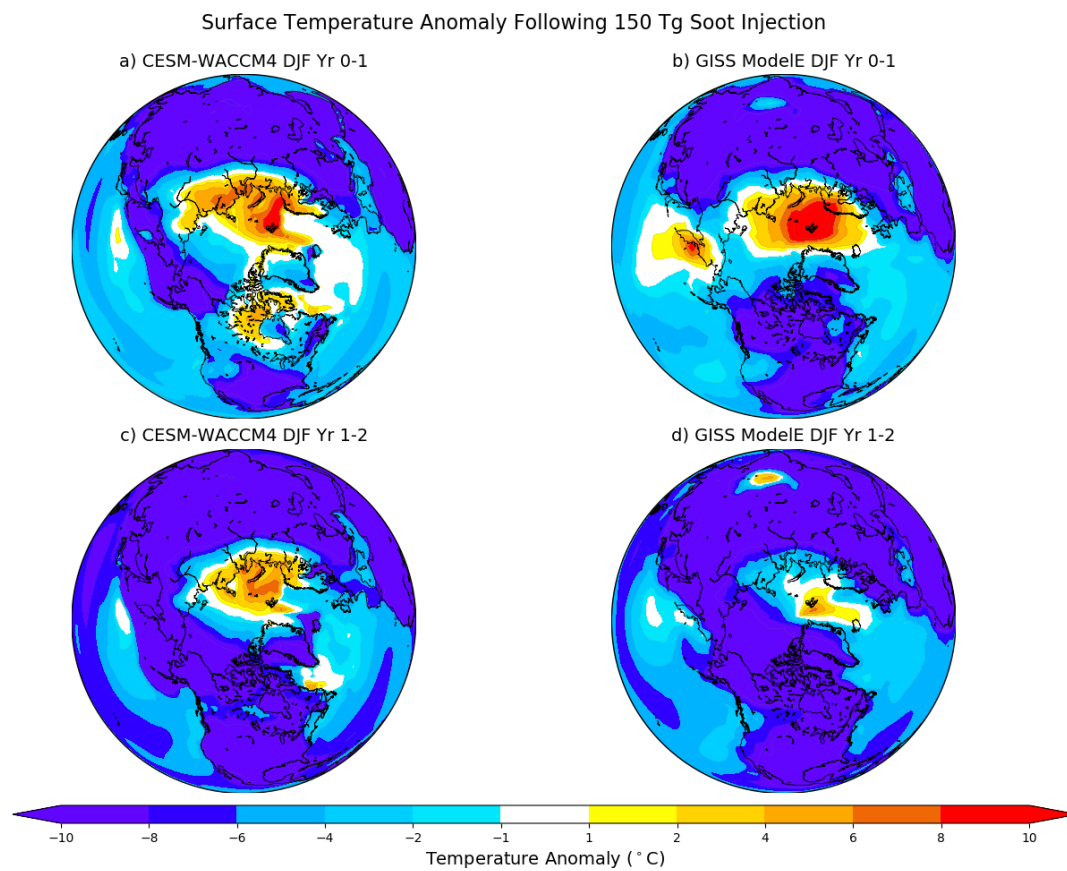 Surface Temperature Anomaly Following 150 Tg Soot Injection
a) CESM-WACCM4 DJF Yr 0-1
b) GISS ModelE DJF Yr 0-1
c) CESM-WACCM4 DJF Yr 1-2
d) GISS ModelE DJF Yr 1-2
−10 −8 −6 −4 −2 −1 1 2 4 6 8 10
Temperature Anomaly (°C)